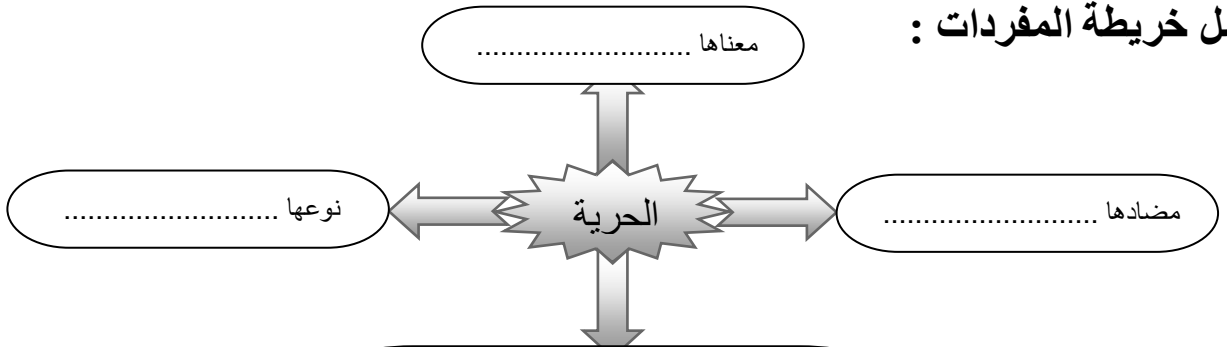 ل خريطة المفردات :
معناها ...........................
مضادها ...........................
الحرية
نوعها ...........................